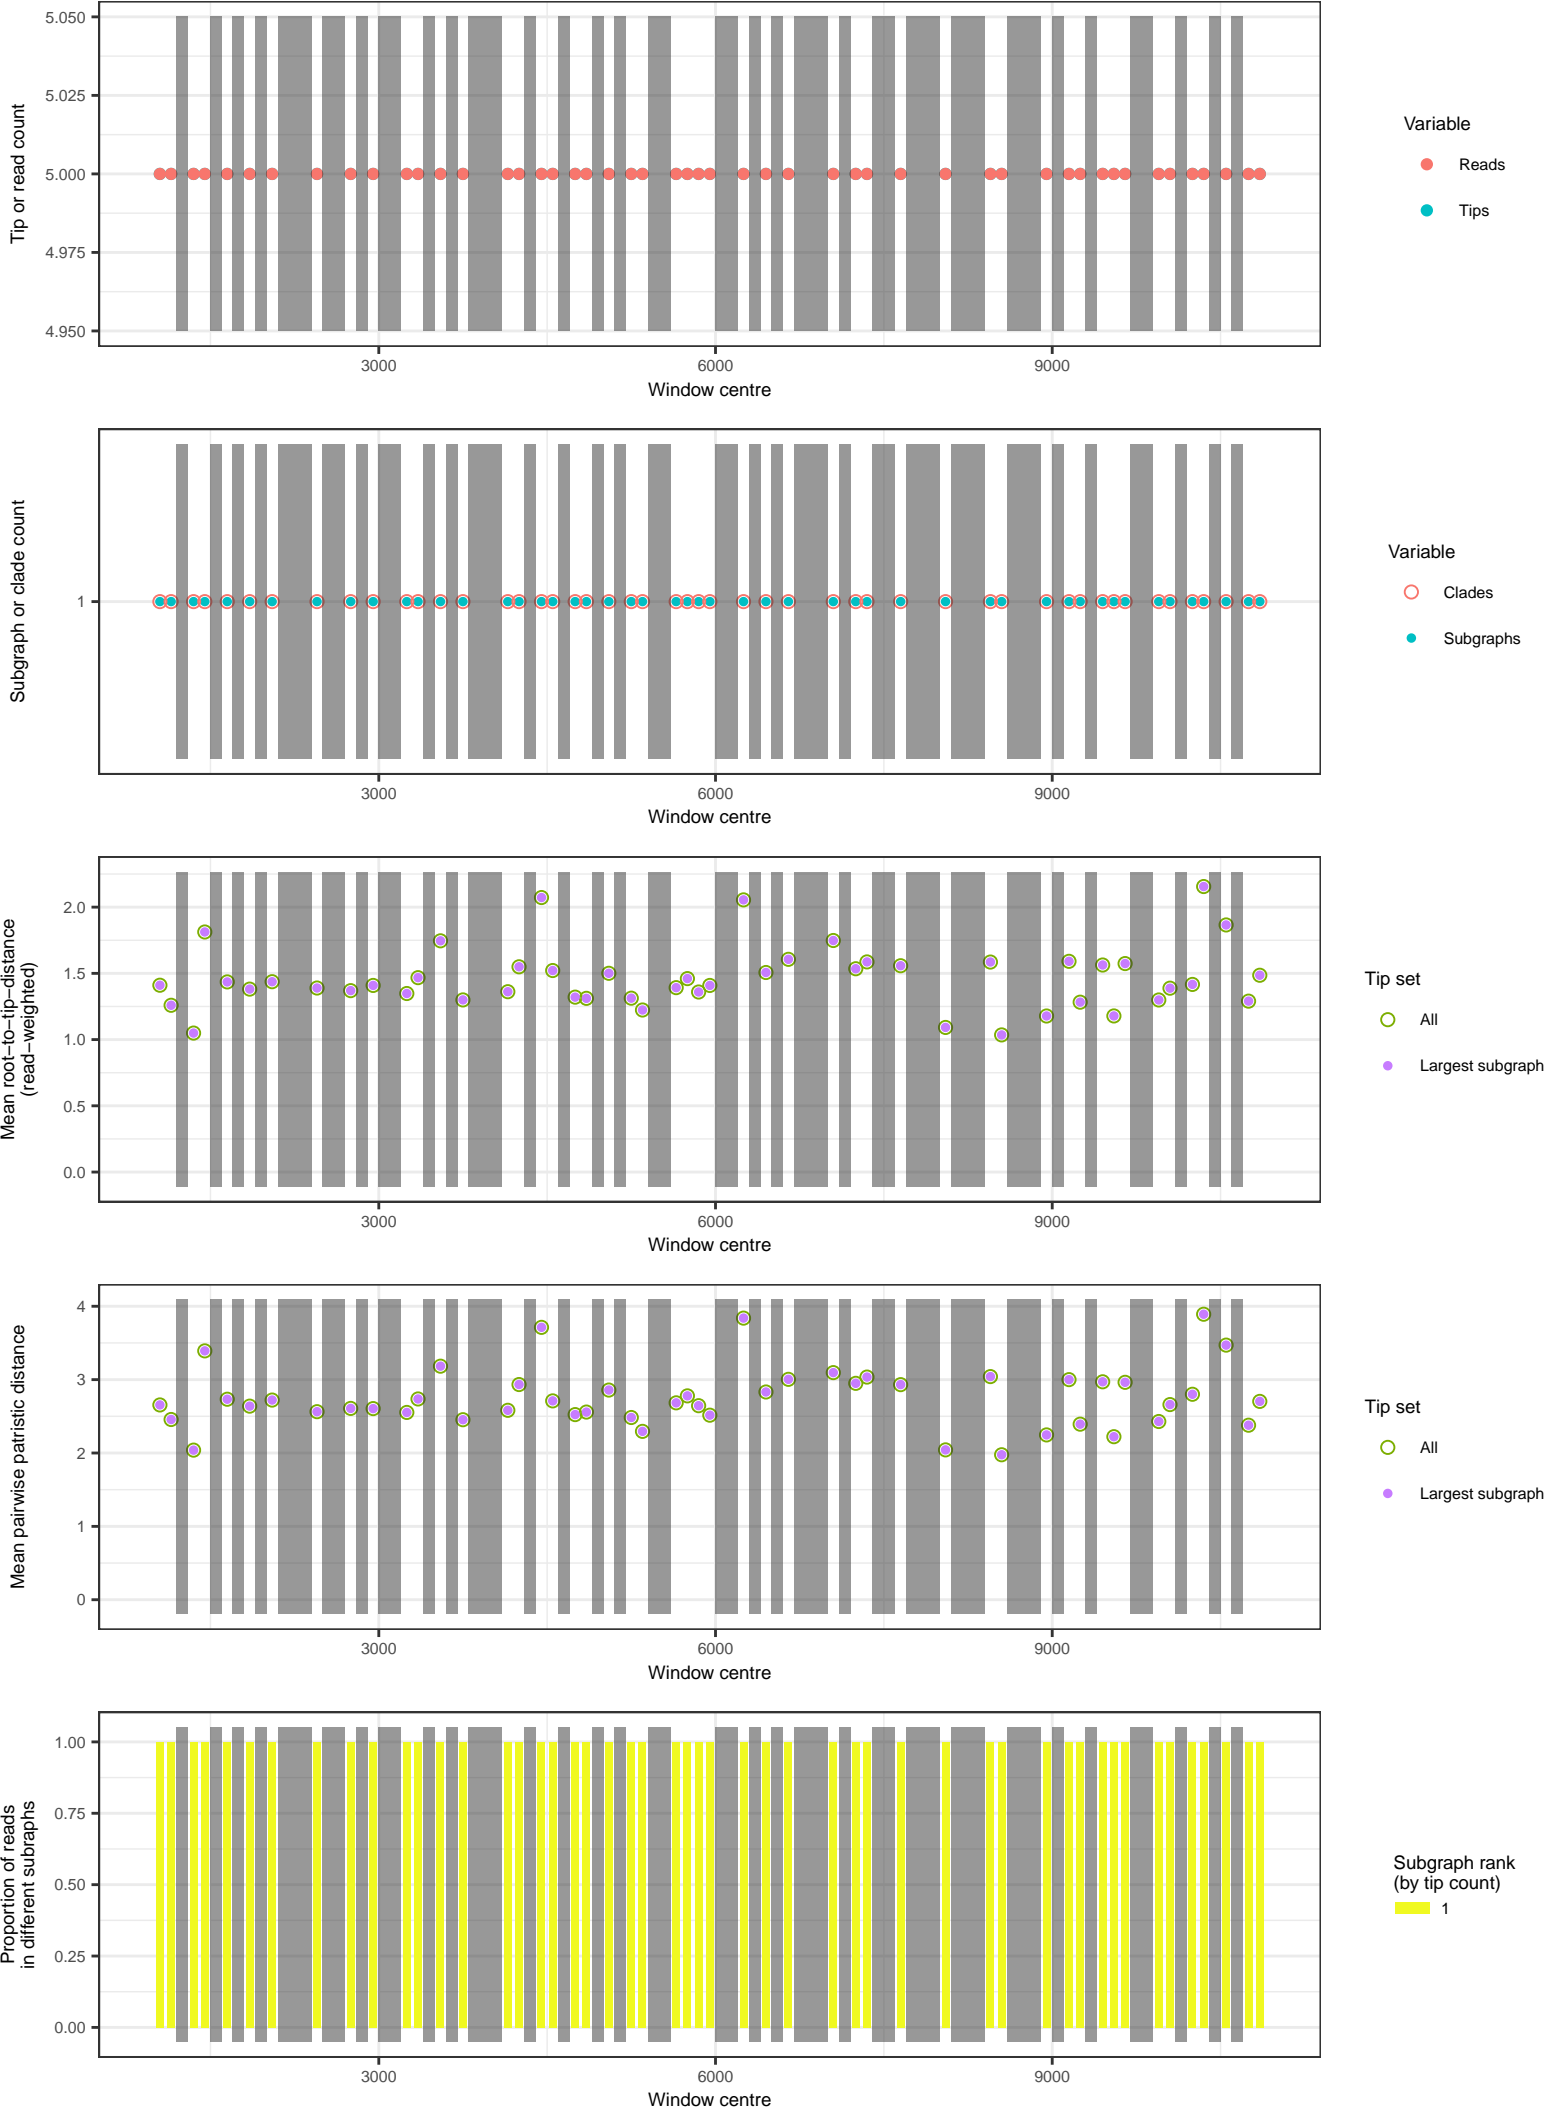 5.050
5.025
5.000
4.975
4.950
Tip or read count
3000 6000 9000
Window centre
Variable
Reads
Tips
1
Subgraph or clade count
3000 6000 9000
Window centre
Variable
Clades
Subgraphs
2.0
1.5
1.0
0.5
0.0
Mean root−to−tip−distance
(read−weighted)
3000 6000 9000
Window centre
Tip set
All
Largest subgraph
4
3
2
1
0
Mean pairwise patristic distance
3000 6000 9000
Window centre
Tip set
All
Largest subgraph
1.00
0.75
0.50
0.25
0.00
Proportion of reads
in different subraphs
3000 6000 9000
Window centre
Subgraph rank
(by tip count)
1